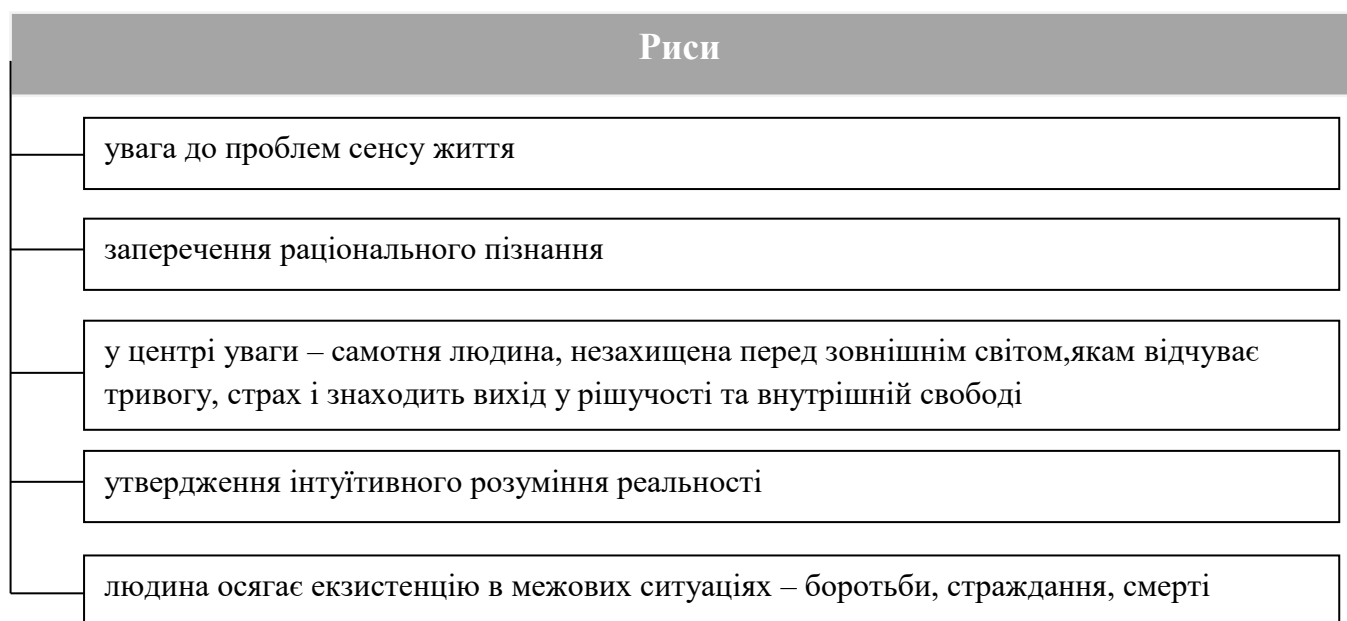 Риси
увага до проблем сенсу життя
заперечення раціонального пізнання
у центрі уваги – самотня людина, незахищена перед зовнішнім світом,якам відчуває
тривогу, страх і знаходить вихід у рішучості та внутрішній свободі
утвердження інтуїтивного розуміння реальності
людина осягає екзистенцію в межових ситуаціях – боротьби, страждання, смерті